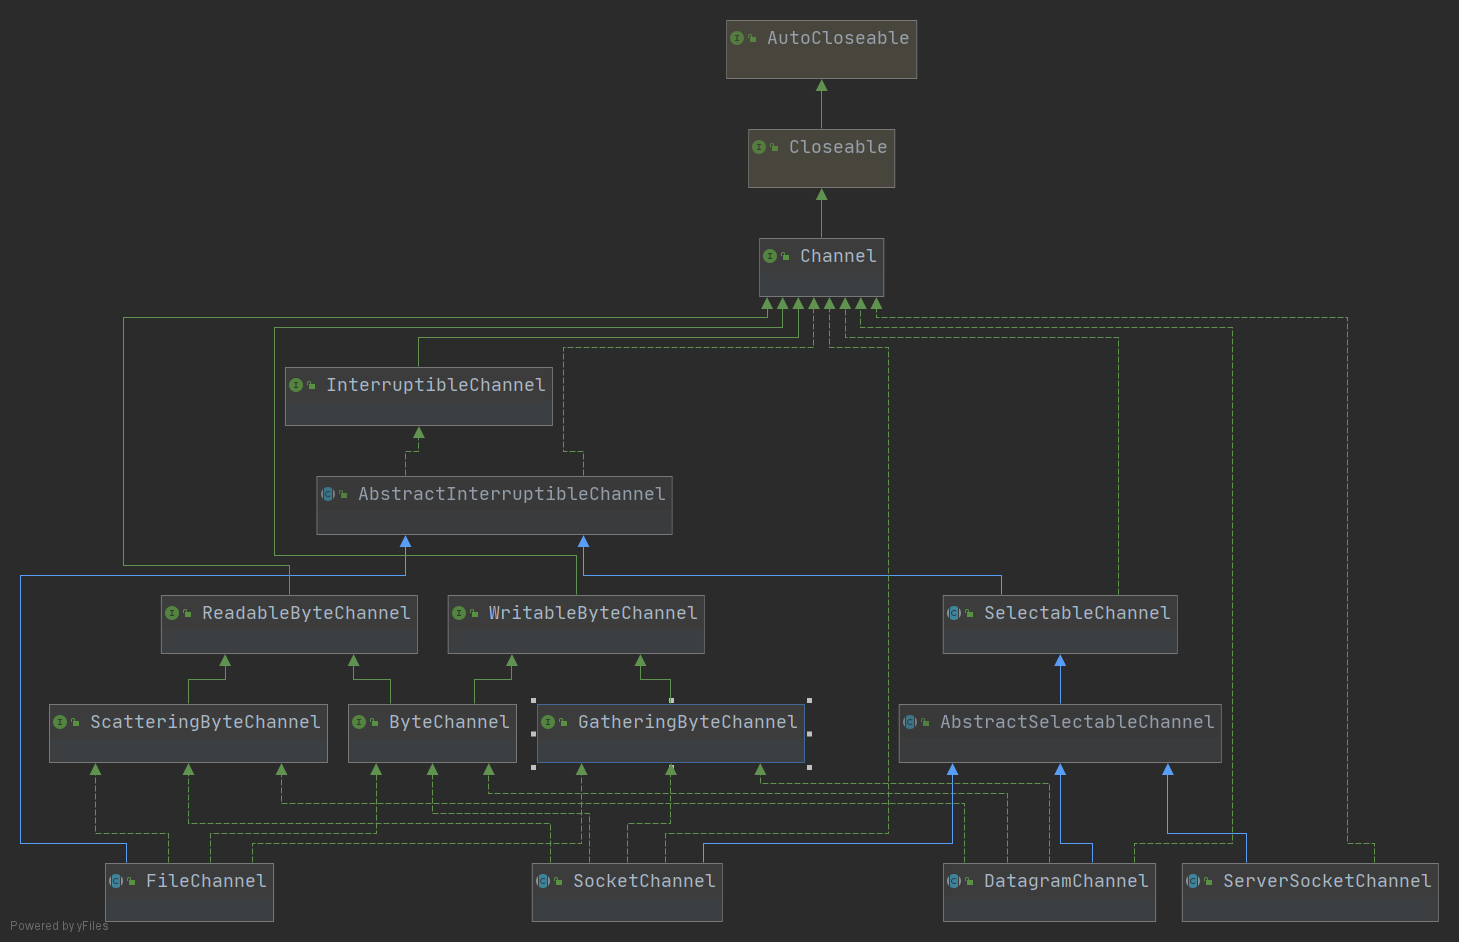 AutoCloseable
Closeable
Channel
InterruptibleChannel
AbstractInterruptibleChannel
ReadableByteChannel
WritableByteChannel
SelectableChannel
ScatteringByteChannel
ByteChannel
GatheringByteChannel
AbstractSelectableChannel
FileChannel
SocketChannel
DatagramChannel
ServerSocketChannel
Powered by yFiles